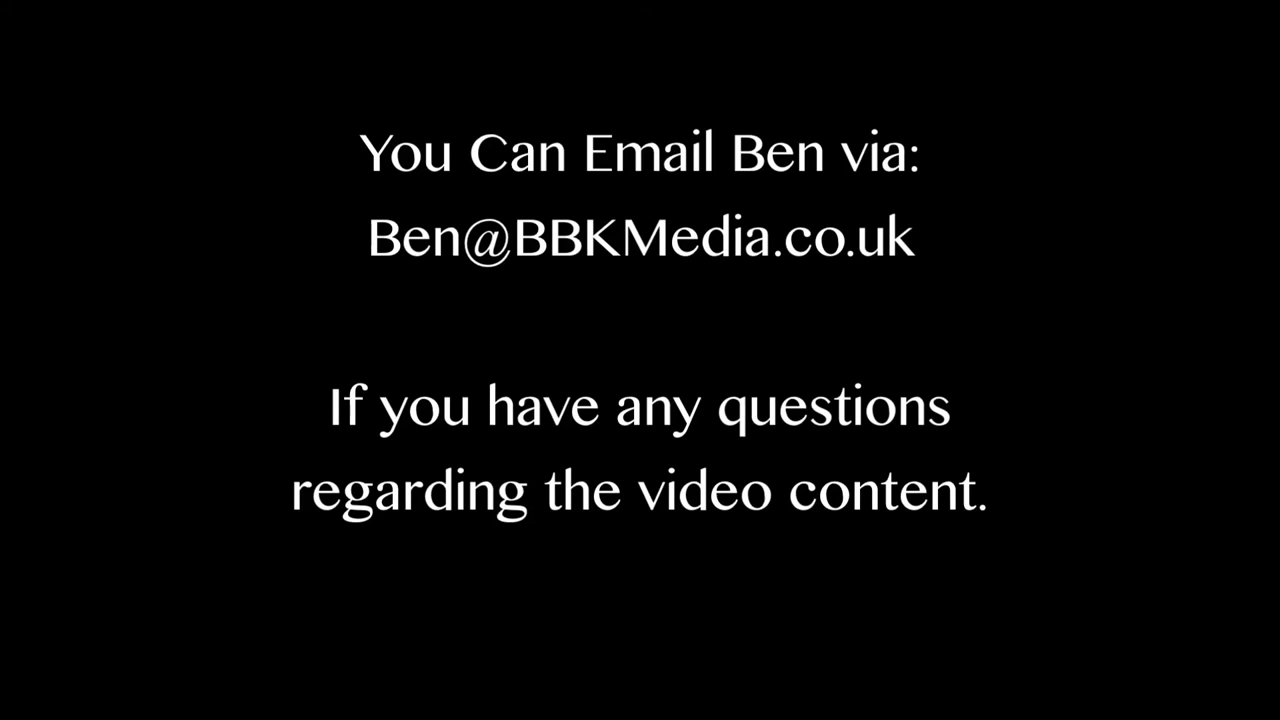 You Can Email Ben via:
Ben@BBKMedia.co.uk
If you have any questions
regarding the video content.